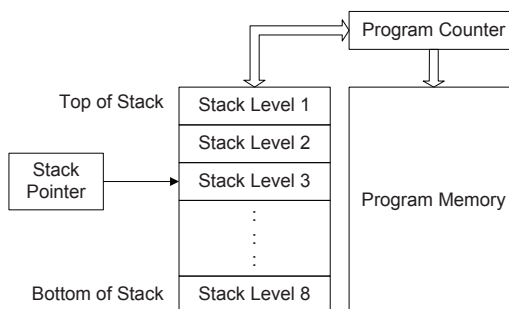 Program Counter
Top of Stack
Stack Level 1
Stack Level 2
Stack
Pointer
Stack Level 3
Program Memory
:
:
:
Bottom of Stack
Stack Level 8